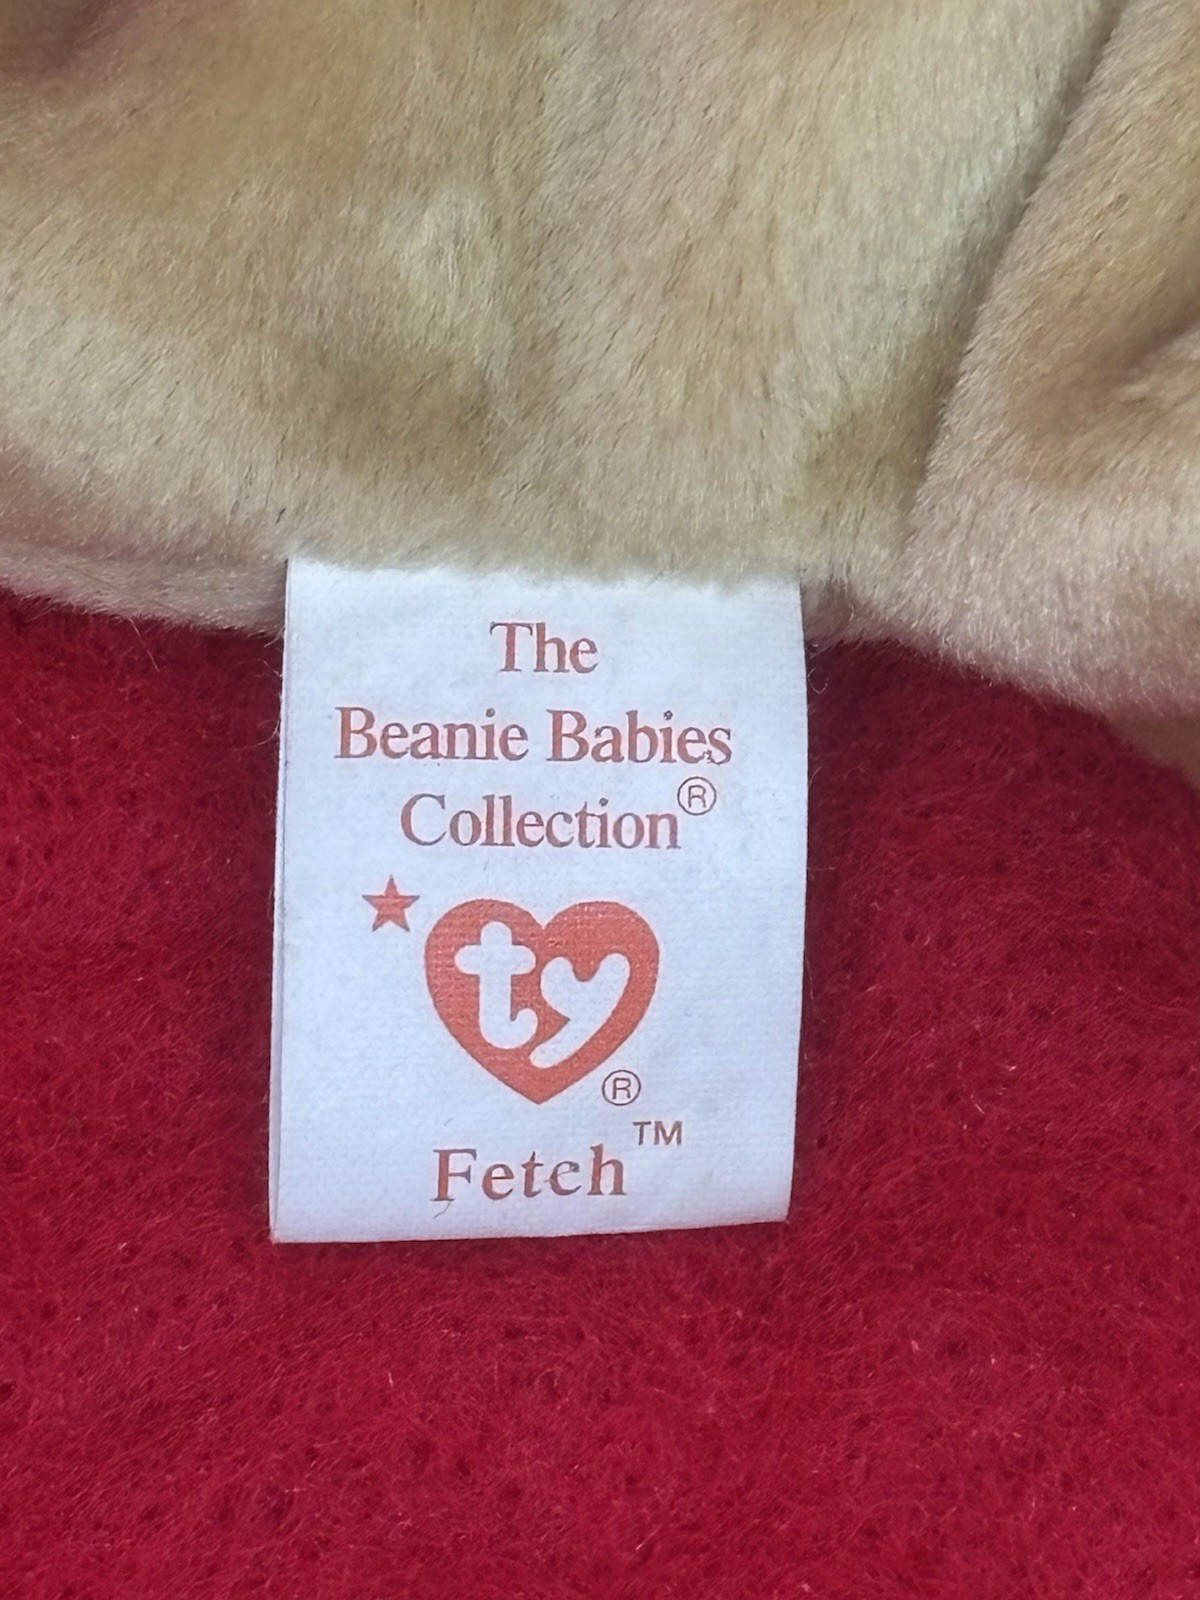 The
Beanie Babies
Collection®
ty®
Fetch™